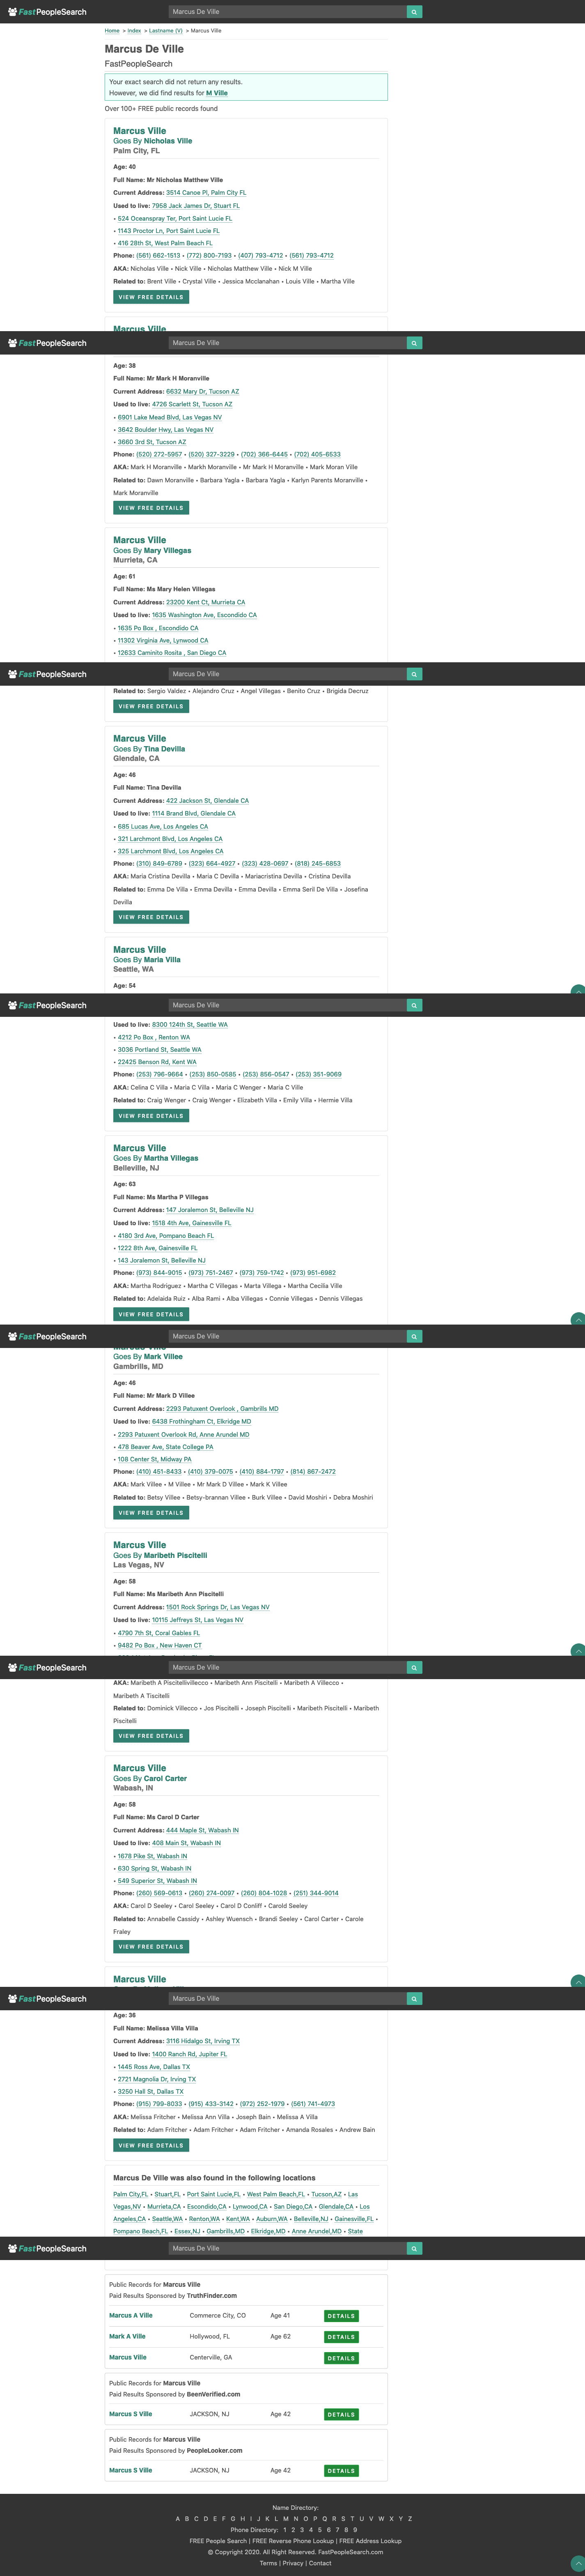 FastPeopleSearch
Marcus De Ville
Home > Index > Lastname (V) > Marcus Ville
Marcus De Ville
FastPeopleSearch
Your exact search did not return any results.
However, we did find results for M Ville
Over 100+ FREE public records found
Marcus Ville
Goes By Nicholas Ville
Palm City, FL
Age: 40
Full Name: Mr Nicholas Matthew Ville
Current Address: 3514 Canoe Pl, Palm City FL
Used to live: 7958 Jack James Dr, Stuart FL
• 524 Oceanspray Ter, Port Saint Lucie FL
• 1143 Proctor Ln, Port Saint Lucie FL
• 416 28th St, West Palm Beach FL
Phone: (561) 662-1513 • (772) 800-7193 • (407) 793-4712 • (561) 793-4712
AKA: Nicholas Ville • Nick Ville • Nicholas Matthew Ville • Nick M Ville
Related to: Brent Ville • Crystal Ville • Jessica Mcclanahan • Louis Ville • Martha Ville
VIEW FREE DETAILS
Marcus Ville
FastPeopleSearch
Marcus De Ville
Age: 38
Full Name: Mr Mark H Moranville
Current Address: 6632 Mary Dr, Tucson AZ
Used to live: 4726 Scarlett St, Tucson AZ
• 6901 Lake Mead Blvd, Las Vegas NV
• 3642 Boulder Hwy, Las Vegas NV
• 3660 3rd St, Tucson AZ
Phone: (520) 272-5957 • (520) 327-3229 • (702) 366-6445 • (702) 405-6533
AKA: Mark H Moranville • Markh Moranville • Mr Mark H Moranville • Mark Moran Ville
Related to: Dawn Moranville • Barbara Yagla • Barbara Yagla • Karlyn Parents Moranville •
Mark Moranville
VIEW FREE DETAILS
Marcus Ville
Goes By Mary Villegas
Murrieta, CA
Age: 61
Full Name: Ms Mary Helen Villegas
Current Address: 23200 Kent Ct, Murrieta CA
Used to live: 1635 Washington Ave, Escondido CA
• 1635 Po Box , Escondido CA
• 11302 Virginia Ave, Lynwood CA
• 12633 Caminito Rosita , San Diego CA
FastPeopleSearch
Marcus De Ville
Related to: Sergio Valdez • Alejandro Cruz • Angel Villegas • Benito Cruz • Brigida Decruz
VIEW FREE DETAILS
Marcus Ville
Goes By Tina Devilla
Glendale, CA
Age: 46
Full Name: Tina Devilla
Current Address: 422 Jackson St, Glendale CA
Used to live: 1114 Brand Blvd, Glendale CA
• 685 Lucas Ave, Los Angeles CA
• 321 Larchmont Blvd, Los Angeles CA
• 325 Larchmont Blvd, Los Angeles CA
Phone: (310) 849-6789 • (323) 664-4927 • (323) 428-0697 • (818) 245-6853
AKA: Maria Cristina Devilla • Maria C Devilla • Mariacristina Devilla • Cristina Devilla
Related to: Emma De Villa • Emma Devilla • Emma Devilla • Emma Seril De Villa • Josefina
Devilla
VIEW FREE DETAILS
Marcus Ville
Goes By Maria Villa
Seattle, WA
Age: 54
FastPeopleSearch
Marcus De Ville
Used to live: 8300 124th St, Seattle WA
• 4212 Po Box , Renton WA
• 3036 Portland St, Seattle WA
• 22425 Benson Rd, Kent WA
Phone: (253) 796-9664 • (253) 850-0585 • (253) 856-0547 • (253) 351-9069
AKA: Celina C Villa • Maria C Villa • Maria C Wenger • Maria C Ville
Related to: Craig Wenger • Craig Wenger • Elizabeth Villa • Emily Villa • Hermie Villa
VIEW FREE DETAILS
Marcus Ville
Goes By Martha Villegas
Belleville, NJ
Age: 63
Full Name: Ms Martha P Villegas
Current Address: 147 Joralemon St, Belleville NJ
Used to live: 1518 4th Ave, Gainesville FL
• 4180 3rd Ave, Pompano Beach FL
• 1222 8th Ave, Gainesville FL
• 143 Joralemon St, Belleville NJ
Phone: (973) 844-9015 • (973) 751-2467 • (973) 759-1742 • (973) 951-6982
AKA: Martha Rodriguez • Martha C Villegas • Marta Villega • Martha Cecilia Ville
Related to: Adelaida Ruiz • Alba Rami • Alba Villegas • Connie Villegas • Dennis Villegas
VIEW FREE DETAILS
FastPeopleSearch
Marcus De Ville
Marcus Ville
Goes By Mark Villee
Gambrills, MD
Age: 46
Full Name: Mr Mark D Villee
Current Address: 2293 Patuxent Overlook , Gambrills MD
Used to live: 6438 Frothingham Ct, Elkridge MD
• 2293 Patuxent Overlook Rd, Anne Arundel MD
• 478 Beaver Ave, State College PA
• 108 Center St, Midway PA
Phone: (410) 451-8433 • (410) 379-0075 • (410) 884-1797 • (814) 867-2472
AKA: Mark Villee • M Villee • Mr Mark D Villee • Mark K Villee
Related to: Betsy Villee • Betsy-brannan Villee • Burk Villee • David Moshiri • Debra Moshiri
VIEW FREE DETAILS
Marcus Ville
Goes By Maribeth Piscitelli
Las Vegas, NV
Age: 58
Full Name: Ms Maribeth Ann Piscitelli
Current Address: 1501 Rock Springs Dr, Las Vegas NV
Used to live: 10115 Jeffreys St, Las Vegas NV
• 4790 7th St, Coral Gables FL
• 9482 Po Box , New Haven CT
FastPeopleSearch
Marcus De Ville
AKA: Maribeth A Piscitellivillecco • Maribeth Ann Piscitelli • Maribeth A Villecco •
Maribeth A Tiscitelli
Related to: Dominick Villecco • Jos Piscitelli • Joseph Piscitelli • Maribeth Piscitelli • Maribeth
Piscitelli
VIEW FREE DETAILS
Marcus Ville
Goes By Carol Carter
Wabash, IN
Age: 58
Full Name: Ms Carol D Carter
Current Address: 444 Maple St, Wabash IN
Used to live: 408 Main St, Wabash IN
• 1678 Pike St, Wabash IN
• 630 Spring St, Wabash IN
• 549 Superior St, Wabash IN
Phone: (260) 569-0613 • (260) 274-0097 • (260) 804-1028 • (251) 344-9014
AKA: Carol D Seeley • Carol Seeley • Carol D Conliff • Carold Seeley
Related to: Annabelle Cassidy • Ashley Wuensch • Brandi Seeley • Carol Carter • Carole
Fraley
VIEW FREE DETAILS
Marcus Ville
FastPeopleSearch
Marcus De Ville
Age: 36
Full Name: Melissa Villa Villa
Current Address: 3116 Hidalgo St, Irving TX
Used to live: 1400 Ranch Rd, Jupiter FL
• 1445 Ross Ave, Dallas TX
• 2721 Magnolia Dr, Irving TX
• 3250 Hall St, Dallas TX
Phone: (915) 799-8033 • (915) 433-3142 • (972) 252-1979 • (561) 741-4973
AKA: Melissa Fritcher • Melissa Ann Villa • Joseph Bain • Melissa A Villa
Related to: Adam Fritcher • Adam Fritcher • Adam Fritcher • Amanda Rosales • Andrew Bain
VIEW FREE DETAILS
Marcus De Ville was also found in the following locations
Palm City,FL • Stuart,FL • Port Saint Lucie,FL • West Palm Beach,FL • Tucson,AZ • Las
Vegas,NV • Murrieta,CA • Escondido,CA • Lynwood,CA • San Diego,CA • Glendale,CA • Los
Angeles,CA • Seattle,WA • Renton,WA • Kent,WA • Auburn,WA • Belleville,NJ • Gainesville,FL •
Pompano Beach,FL • Essex,NJ • Gambrills,MD • Elkridge,MD • Anne Arundel,MD • State
FastPeopleSearch
Marcus De Ville
Public Records for Marcus Ville
Paid Results Sponsored by TruthFinder.com
Marcus A Ville Commerce City, CO Age 41 DETAILS
Mark A Ville Hollywood, FL Age 62 DETAILS
Marcus Ville Centerville, GA DETAILS
Public Records for Marcus Ville
Paid Results Sponsored by BeenVerified.com
Marcus S Ville JACKSON, NJ Age 42 DETAILS
Public Records for Marcus Ville
Paid Results Sponsored by PeopleLooker.com
Marcus S Ville JACKSON, NJ Age 42 DETAILS
Name Directory:
A B C D E F G H I J K L M N O P Q R S T U V W X Y Z
Phone Directory: 1 2 3 4 5 6 7 8 9
FREE People Search | FREE Reverse Phone Lookup | FREE Address Lookup
© Copyright 2020. All Right Reserved. FastPeopleSearch.com
Terms | Privacy | Contact